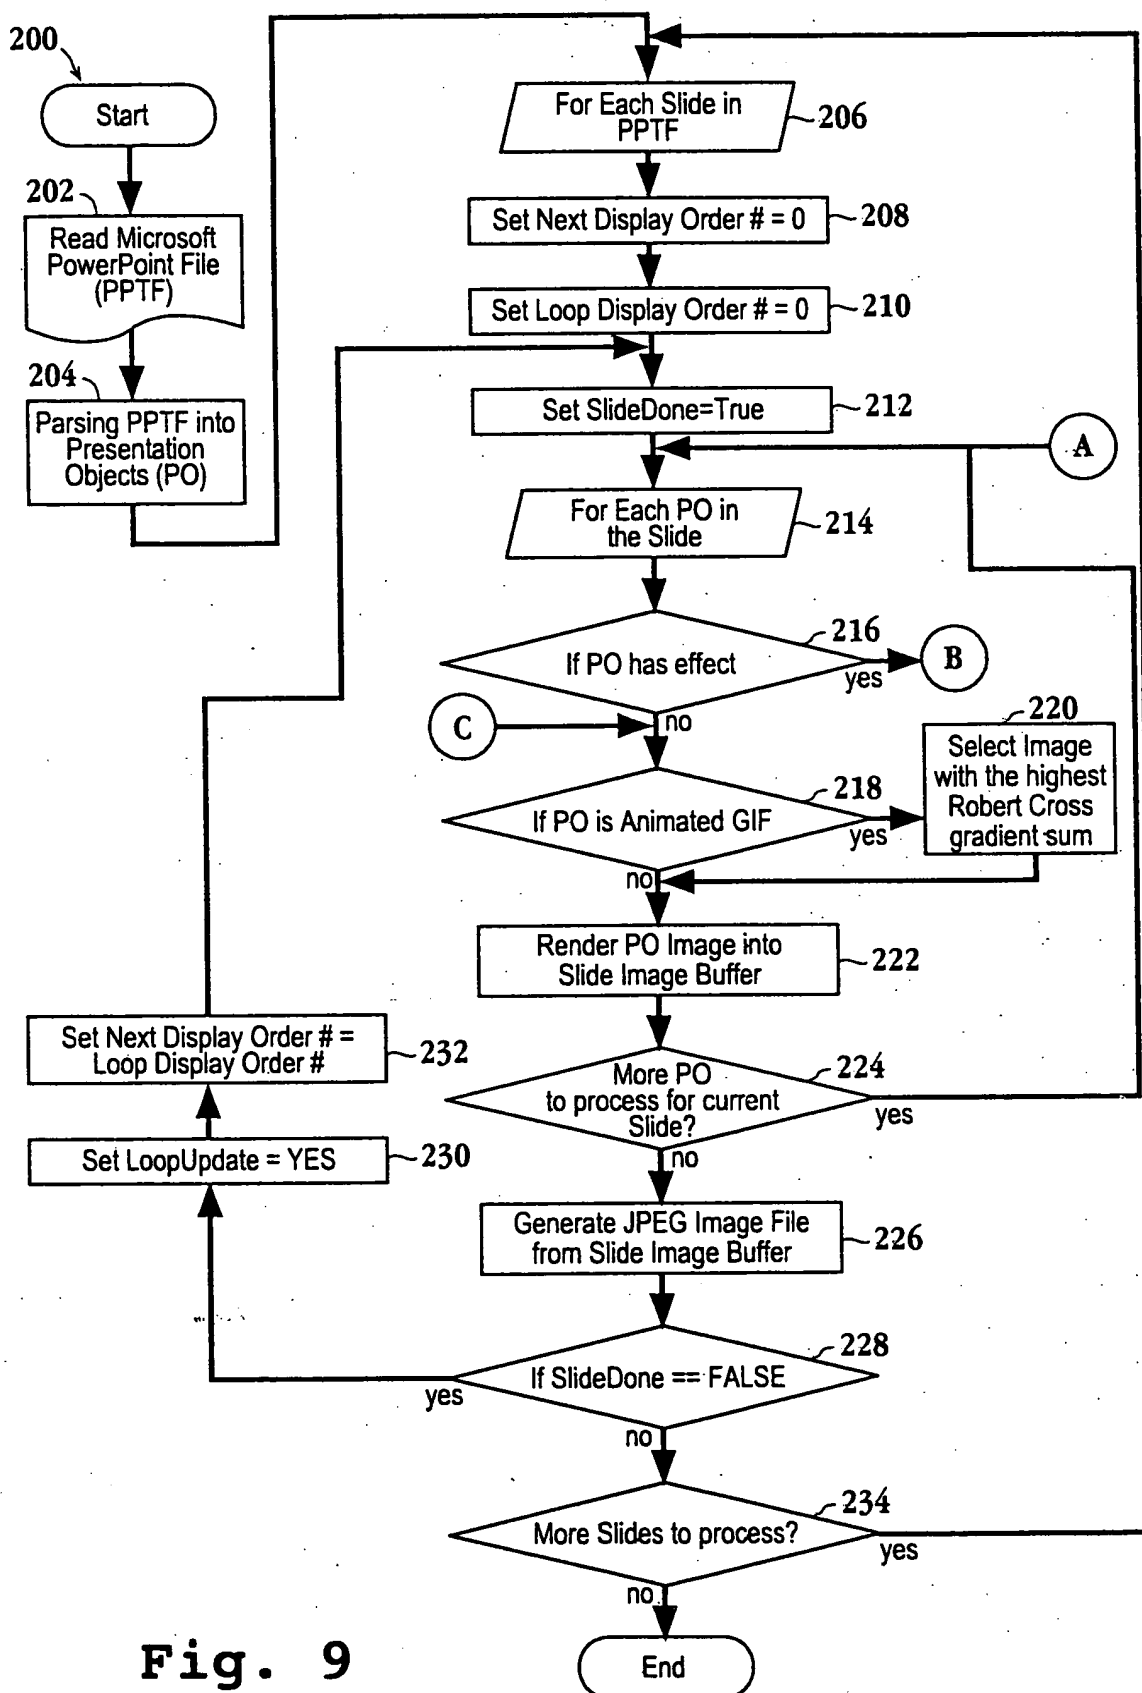 200
Start
202
Read Microsoft
PowerPoint File
(PPTF)
204
Parsing PPTF into
Presentation
Objects (PO)
For Each Slide in
PPTF
206
Set Next Display Order # = 0
208
Set Loop Display Order # = 0
210
Set SlideDone=True
212
A
For Each PO in
the Slide
214
If PO has effect
216
yes
B
no
C
If PO is Animated GIF
218
yes
220
Select Image
with the highest
Robert Cross
gradient sum
no
Render PO Image into
Slide Image Buffer
222
More PO
to process for current
Slide?
224
yes
no
Generate JPEG Image File
from Slide Image Buffer
226
If SlideDone == FALSE
228
yes
no
Set LoopUpdate = YES
230
Set Next Display Order # =
Loop Display Order #
232
More Slides to process?
234
yes
no
End
Fig. 9